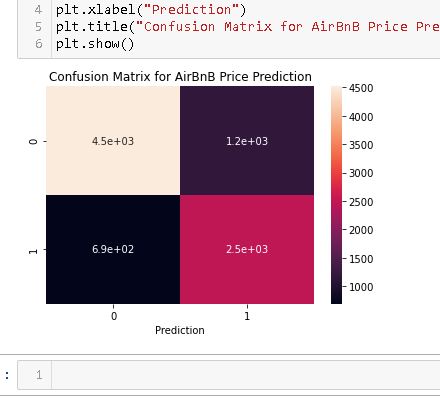 4 plt.xlabel("Prediction")
5 plt.title("Confusion Matrix for AirBnB Price Pre
6 plt.show()
Confusion Matrix for AirBnB Price Prediction
0 4.5e+03 1.2e+03
1 6.9e+02 2.5e+03
0 1
Prediction
4500
4000
3500
3000
2500
2000
1500
1000
: 1